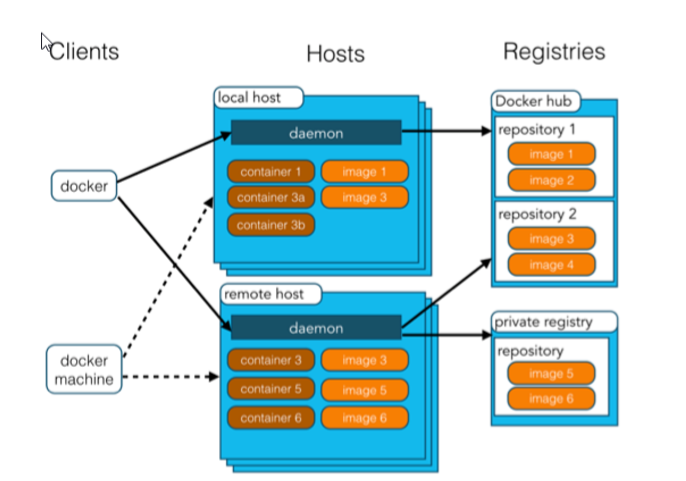 Clients
Hosts
Registries
local host
daemon
container 1
image 1
container 3a
image 3
container 3b
docker
remote host
daemon
container 3
image 3
container 5
image 5
container 6
image 6
docker
machine
Docker hub
repository 1
image 1
image 2
repository 2
image 3
image 4
private registry
repository
image 5
image 6